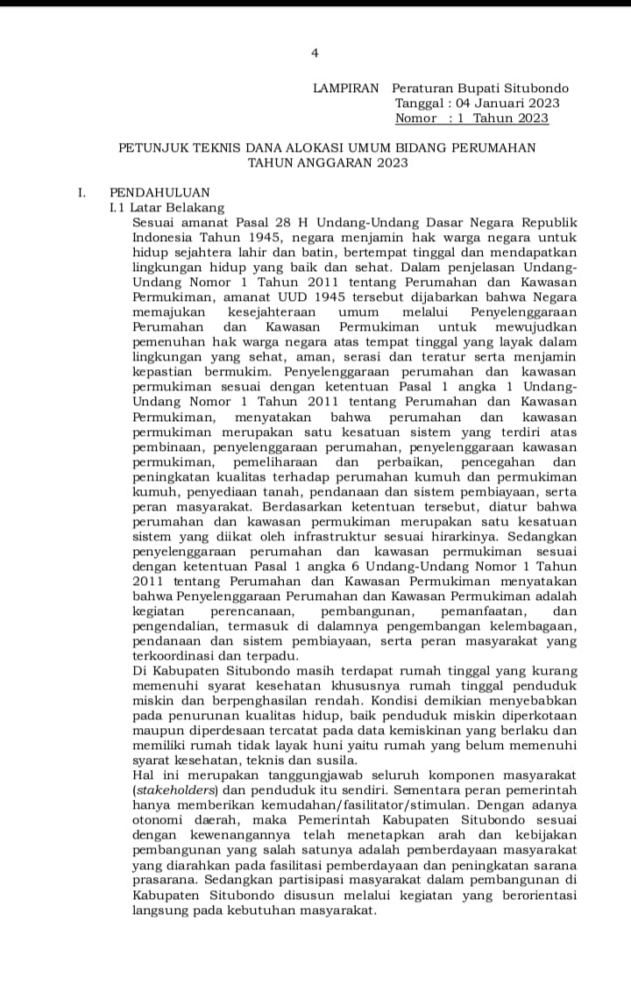 4
LAMPIRAN Peraturan Bupati Situbondo
Tanggal : 04 Januari 2023
Nomor : 1 Tahun 2023
PETUNJUK TEKNIS DANA ALOKASI UMUM BIDANG PERUMAHAN
TAHUN ANGGARAN 2023
I. PENDAHULUAN
I.1 Latar Belakang
Sesuai amanat Pasal 28 H Undang-Undang Dasar Negara Republik
Indonesia Tahun 1945, negara menjamin hak warga negara untuk
hidup sejahtera lahir dan batin, bertempat tinggal dan mendapatkan
lingkungan hidup yang baik dan sehat. Dalam penjelasan Undang-
Undang Nomor 1 Tahun 2011 tentang Perumahan dan Kawasan
Permukiman, amanat UUD 1945 tersebut dijabarkan bahwa Negara
memajukan kesejahteraan umum melalui Penyelenggaraan
Perumahan dan Kawasan Permukiman untuk mewujudkan
pemenuhan hak warga negara atas tempat tinggal yang layak dalam
lingkungan yang sehat, aman, serasi dan teratur serta menjamin
kepastian bermukim. Penyelenggaraan perumahan dan kawasan
permukiman sesuai dengan ketentuan Pasal 1 angka 1 Undang-
Undang Nomor 1 Tahun 2011 tentang Perumahan dan Kawasan
Permukiman, menyatakan bahwa perumahan dan kawasan
permukiman merupakan satu kesatuan sistem yang terdiri atas
pembinaan, penyelenggaraan perumahan, penyelenggaraan kawasan
permukiman, pemeliharaan dan perbaikan, pencegahan dan
peningkatan kualitas terhadap perumahan kumuh dan permukiman
kumuh, penyediaan tanah, pendanaan dan sistem pembiayaan, serta
peran masyarakat. Berdasarkan ketentuan tersebut, diatur bahwa
perumahan dan kawasan permukiman merupakan satu kesatuan
sistem yang diikat oleh infrastruktur sesuai hirarkinya. Sedangkan
penyelenggaraan perumahan dan kawasan permukiman sesuai
dengan ketentuan Pasal 1 angka 6 Undang-Undang Nomor 1 Tahun
2011 tentang Perumahan dan Kawasan Permukiman menyatakan
bahwa Penyelenggaraan Perumahan dan Kawasan Permukiman adalah
kegiatan perencanaan, pembangunan, pemanfaatan, dan
pengendalian, termasuk di dalamnya pengembangan kelembagaan,
pendanaan dan sistem pembiayaan, serta peran masyarakat yang
terkoordinasi dan terpadu.
Di Kabupaten Situbondo masih terdapat rumah tinggal yang kurang
memenuhi syarat kesehatan khususnya rumah tinggal penduduk
miskin dan berpenghasilan rendah. Kondisi demikian menyebabkan
pada penurunan kualitas hidup, baik penduduk miskin diperkotaan
maupun diperdesaan tercatat pada data kemiskinan yang berlaku dan
memiliki rumah tidak layak huni yaitu rumah yang belum memenuhi
syarat kesehatan, teknis dan susila.
Hal ini merupakan tanggungjawab seluruh komponen masyarakat
(stakeholders) dan penduduk itu sendiri. Sementara peran pemerintah
hanya memberikan kemudahan/fasilitator/stimulan. Dengan adanya
otonomi daerah, maka Pemerintah Kabupaten Situbondo sesuai
dengan kewenangannya telah menetapkan arah dan kebijakan
pembangunan yang salah satunya adalah pemberdayaan masyarakat
yang diarahkan pada fasilitasi pemberdayaan dan peningkatan sarana
prasarana. Sedangkan partisipasi masyarakat dalam pembangunan di
Kabupaten Situbondo disusun melalui kegiatan yang berorientasi
langsung pada kebutuhan masyarakat.